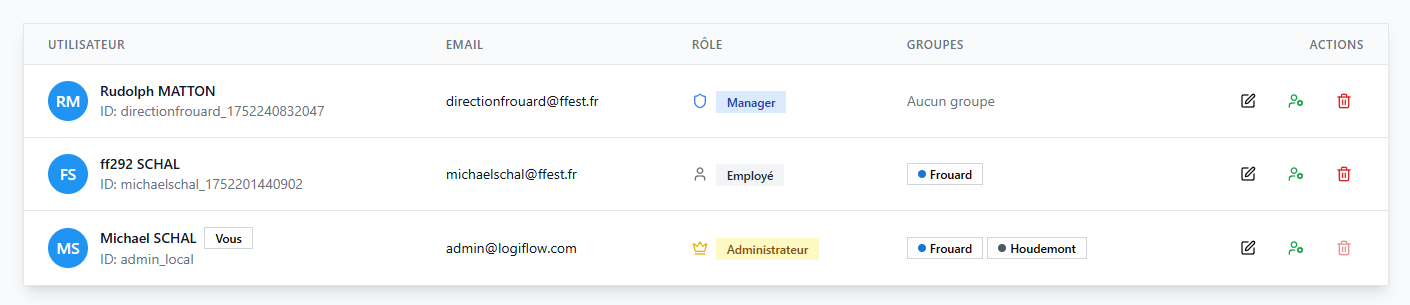 UTILISATEUR EMAIL RÔLE GROUPES ACTIONS
RM Rudolph MATTON
ID: directionfrouard_1752240832047
directionfrouard@ffest.fr
Manager
Aucun groupe
FS ff292 SCHAL
ID: michaelschal_1752201440902
michaelschal@ffest.fr
Employé
Frouard
MS Michael SCHAL Vous
ID: admin_local
admin@logiflow.com
Administrateur
Frouard Houdemont